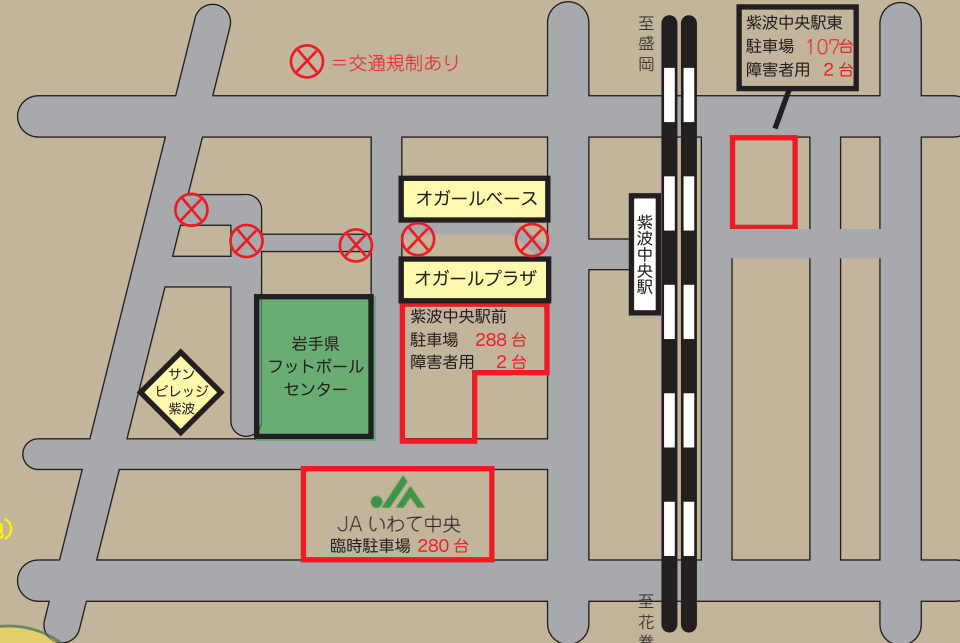 ＝交通規制あり
至盛岡
紫波中央駅東
駐車場 107台
障害者用 2台
オガールベース
紫波中央駅
オガールプラザ
紫波中央駅前
駐車場 288台
障害者用 2台
岩手県
フットボール
センター
サン
ビレッジ
紫波
JAいわて中央
臨時駐車場 280台
）
至花巻